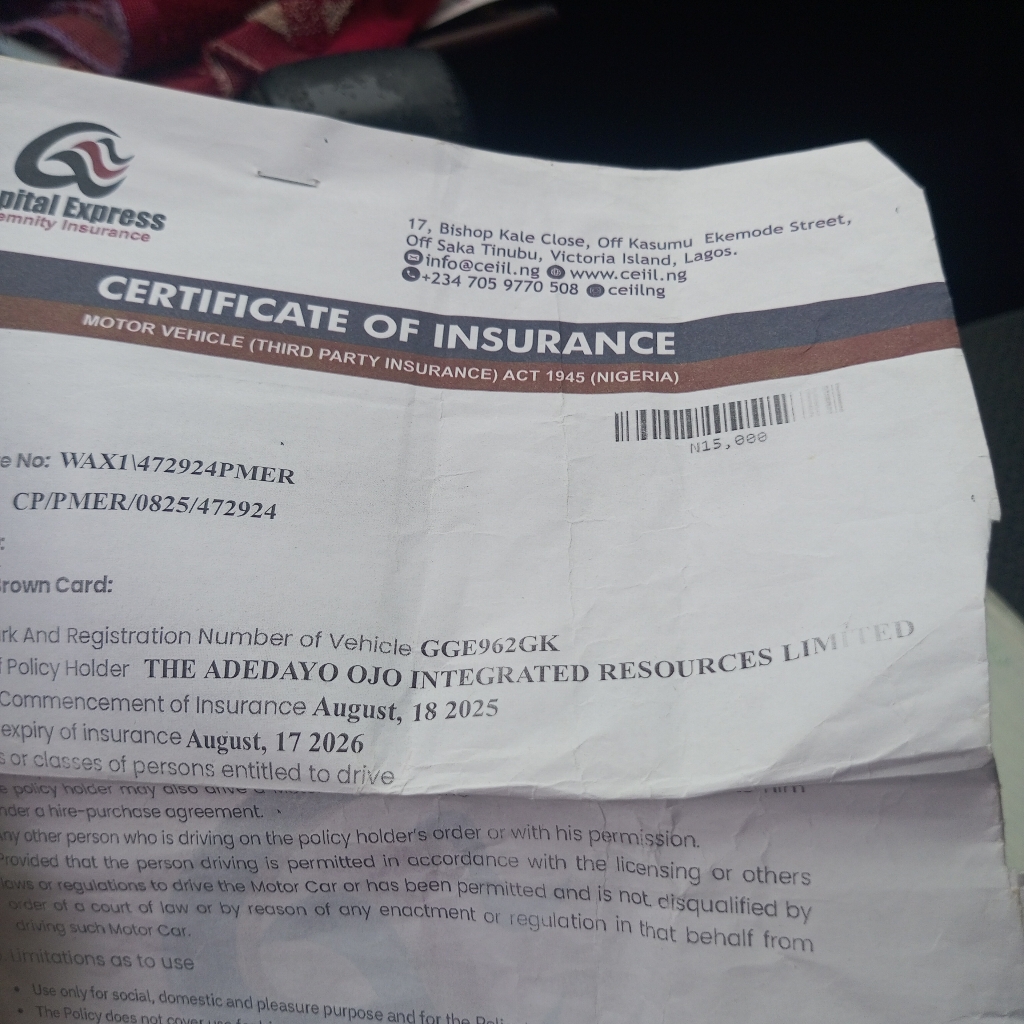 pital Express
emnity Insurance
17, Bishop Kale Close, Off Kasumu Ekemode Street,
Off Saka Tinubu, Victoria Island, Lagos.
info@ceiil.ng www.ceiil.ng
+234 705 9770 508 ceiilng
CERTIFICATE OF INSURANCE
MOTOR VEHICLE (THIRD PARTY INSURANCE) ACT 1945 (NIGERIA)
N15,000
e No: WAX1\472924PMER
CP/PMER/0825/472924
:
rown Card:
rk And Registration Number of Vehicle GGE962GK
f Policy Holder THE ADEDAYO OJO INTEGRATED RESOURCES LIMITED
Commencement of Insurance August, 18 2025
expiry of insurance August, 17 2026
s or classes of persons entitled to drive
e policy holder may also drive a
nder a hire-purchase agreement.
ny other person who is driving on the policy holder's order or with his permission.
Provided that the person driving is permitted in accordance with the licensing or others
laws or regulations to drive the Motor Car or has been permitted and is not disqualified by
order of a court of law or by reason of any enactment or regulation in that behalf from
driving such Motor Car.
Limitations as to use
• Use only for social, domestic and pleasure purpose and for the Poli
• The Policy does not cover use